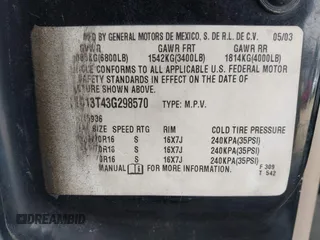 MFD BY GENERAL MOTORS DE MEXICO, S. DE R.L. DE C.V. 05/03
GVWR GAWR FRT GAWR RR
(6800LB) 1542KG(3400LB) 1814KG(4000LB)
CONFORMS TO ALL APPLICABLE U.S. FEDERAL MOTOR
SAFETY STANDARDS IN EFFECT ON THE DATE OF
MANUFACTURE SHOWN ABOVE.
13T43G298570 TYPE: M.P.V.
SIZE SPEED RTG RIM COLD TIRE PRESSURE
S 16X7J 240KPA(35PSI)
S 16X7J 240KPA(35PSI)
S 16X7J 240KPA(35PSI)
MANUAL FOR MORE INFORMATION. F 309
T 542
DREAMBID